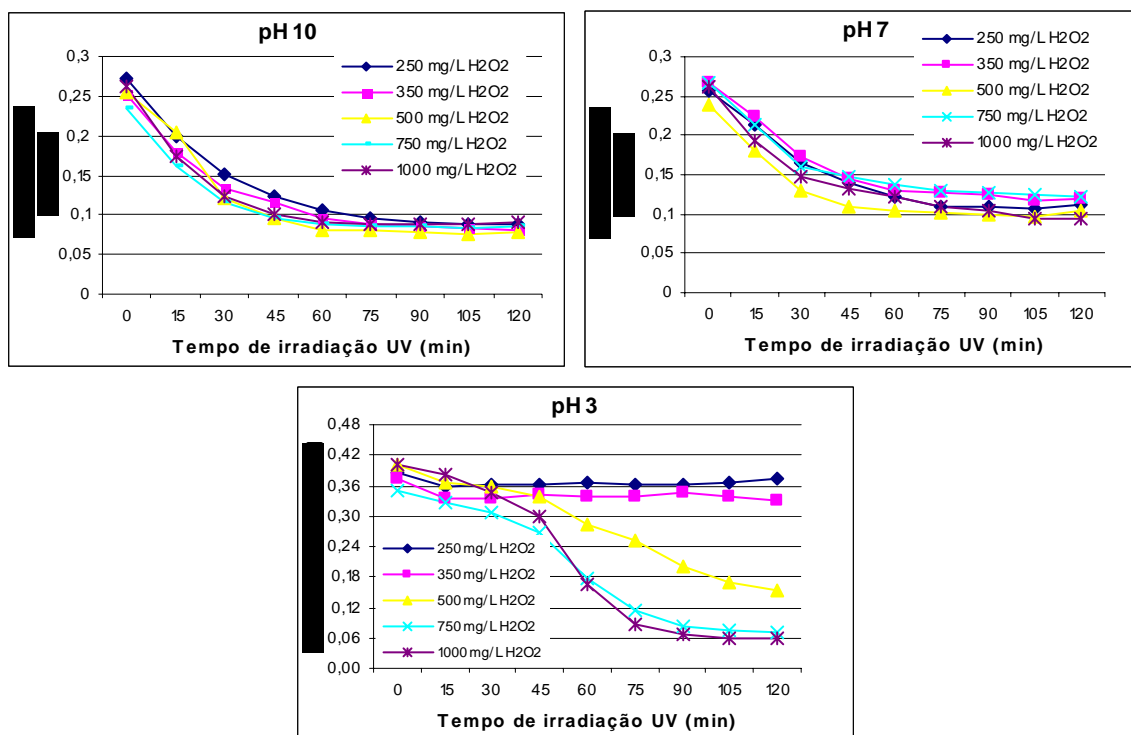 pH 10
0,3
0,25
0,2
0,15
0,1
0,05
0
250 mg/L H2O2
350 mg/L H2O2
500 mg/L H2O2
750 mg/L H2O2
1000 mg/L H2O2
0 15 30 45 60 75 90 105 120
Tempo de irradiação UV (min)
pH 7
0,3
0,25
0,2
0,15
0,1
0,05
0
250 mg/L H2O2
350 mg/L H2O2
500 mg/L H2O2
750 mg/L H2O2
1000 mg/L H2O2
0 15 30 45 60 75 90 105 120
Tempo de irradiação UV (min)
pH 3
0,48
0,42
0,36
0,30
0,24
0,18
0,12
0,06
0,00
250 mg/L H2O2
350 mg/L H2O2
500 mg/L H2O2
750 mg/L H2O2
1000 mg/L H2O2
0 15 30 45 60 75 90 105 120
Tempo de irradiação UV (min)